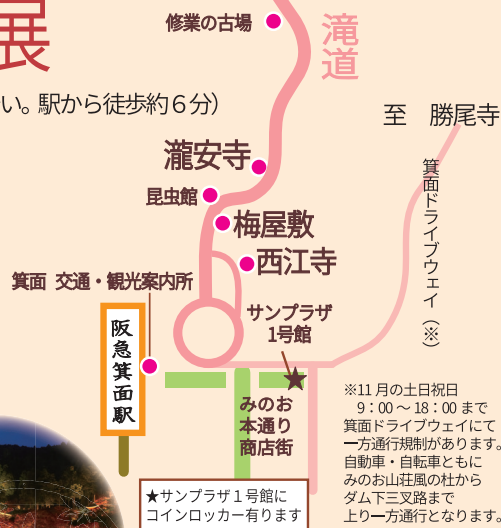 展
修業の古場
滝道
い。駅から徒歩約６分）
至　勝尾寺
瀧安寺
昆虫館
箕面ドライブウェイ（※）
梅屋敷
西江寺
箕面 交通・観光案内所
サンプラザ
1号館
阪急箕面駅
みのお
本通り
商店街
※11 月の土日祝日
9：00 〜 18：00 まで
箕面ドライブウェイにて
一方通行規制があります。
自動車・自転車ともに
みのお山荘風の杜から
ダム下三叉路まで
上り一方通行となります。
★サンプラザ１号館に
コインロッカー有ります